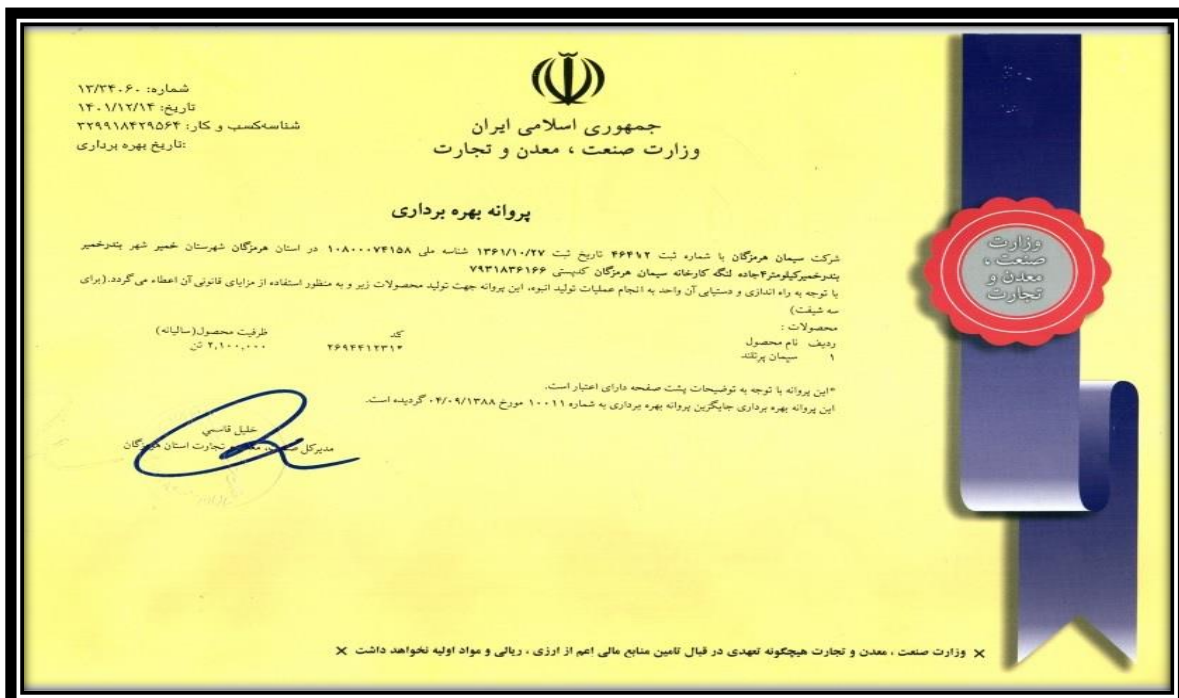 شماره: ۱۳/۲۴۰۶۰
تاریخ: ۱۴۰۱/۱۲/۱۴
شناسه‌کسب و کار: ۳۲۹۹۱۸۴۲۹۵۶۴
:تاریخ بهره برداری
جمهوری اسلامی ایران
وزارت صنعت ، معدن و تجارت
پروانه بهره برداری
شرکت سیمان هرمزگان با شماره ثبت ۴۶۴۱۲ تاریخ ثبت ۱۳۶۱/۱۰/۲۷ شناسه ملی ۱۰۸۰۰۰۷۴۱۵۸ در استان هرمزگان شهرستان خمیر شهر بندرخمیر
بندرخمیرکیلومتر۴جاده لنگه کارخانه سیمان هرمزگان کدپستی ۷۹۳۱۸۳۶۱۶۶
با توجه به راه اندازی و دستیابی آن واحد به انجام عملیات تولید انبوه، این پروانه جهت تولید محصولات زیر و به منظور استفاده از مزایای قانونی آن اعطاء می گردد.(برای
سه شیفت)
محصولات :
ردیف نام محصول کد ظرفیت محصول(سالیانه)
۱ سیمان پرتلند ۲۶۹۴۴۱۲۳۱۰ ۲,۱۰۰,۰۰۰ تن
*این پروانه با توجه به توضیحات پشت صفحه دارای اعتبار است.
این پروانه بهره برداری جایگزین پروانه بهره برداری به شماره ۱۰۰۱۱ مورخ ۰۴/۰۹/۱۳۸۸ گردیده است.
خلیل قاسمی
مدیرکل صنعت، معدن و تجارت استان هرمزگان
وزارت
صنعت ،
معدن و
تجارت
× وزارت صنعت ، معدن و تجارت هیچگونه تعهدی در قبال تامین منابع مالی اعم از ارزی ، ریالی و مواد اولیه نخواهد داشت ×